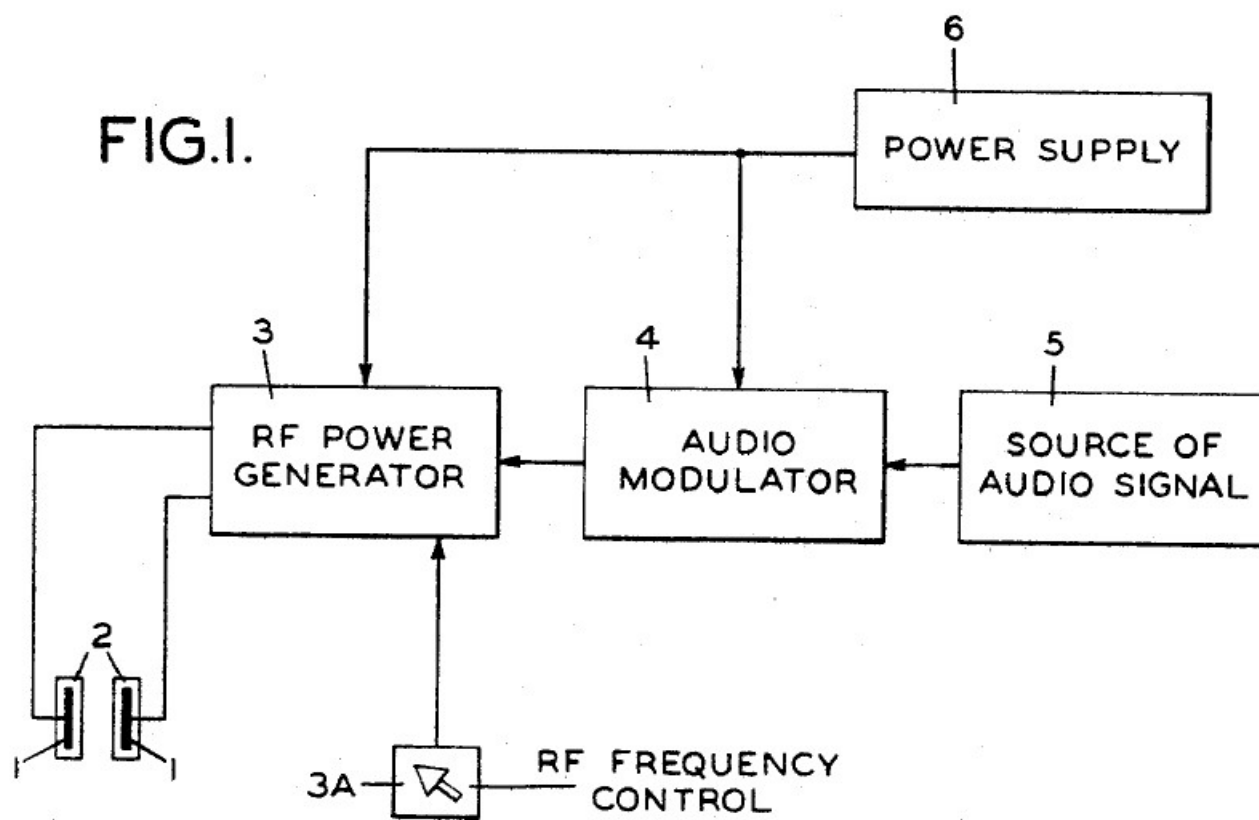 FIG.1.
6
POWER SUPPLY
3
RF POWER
GENERATOR
4
AUDIO
MODULATOR
5
SOURCE OF
AUDIO SIGNAL
2
1
1
3A
RF FREQUENCY
CONTROL